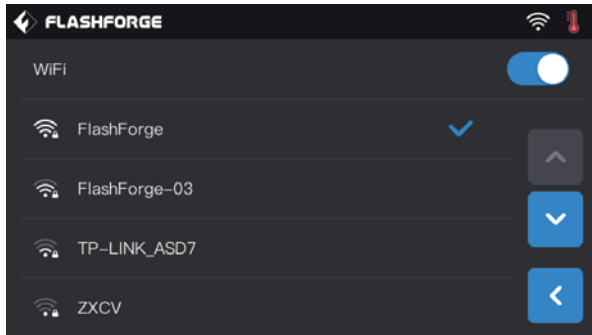 FLASHFORGE
WiFi
FlashForge
FlashForge-03
TP-LINK_ASD7
ZXCV